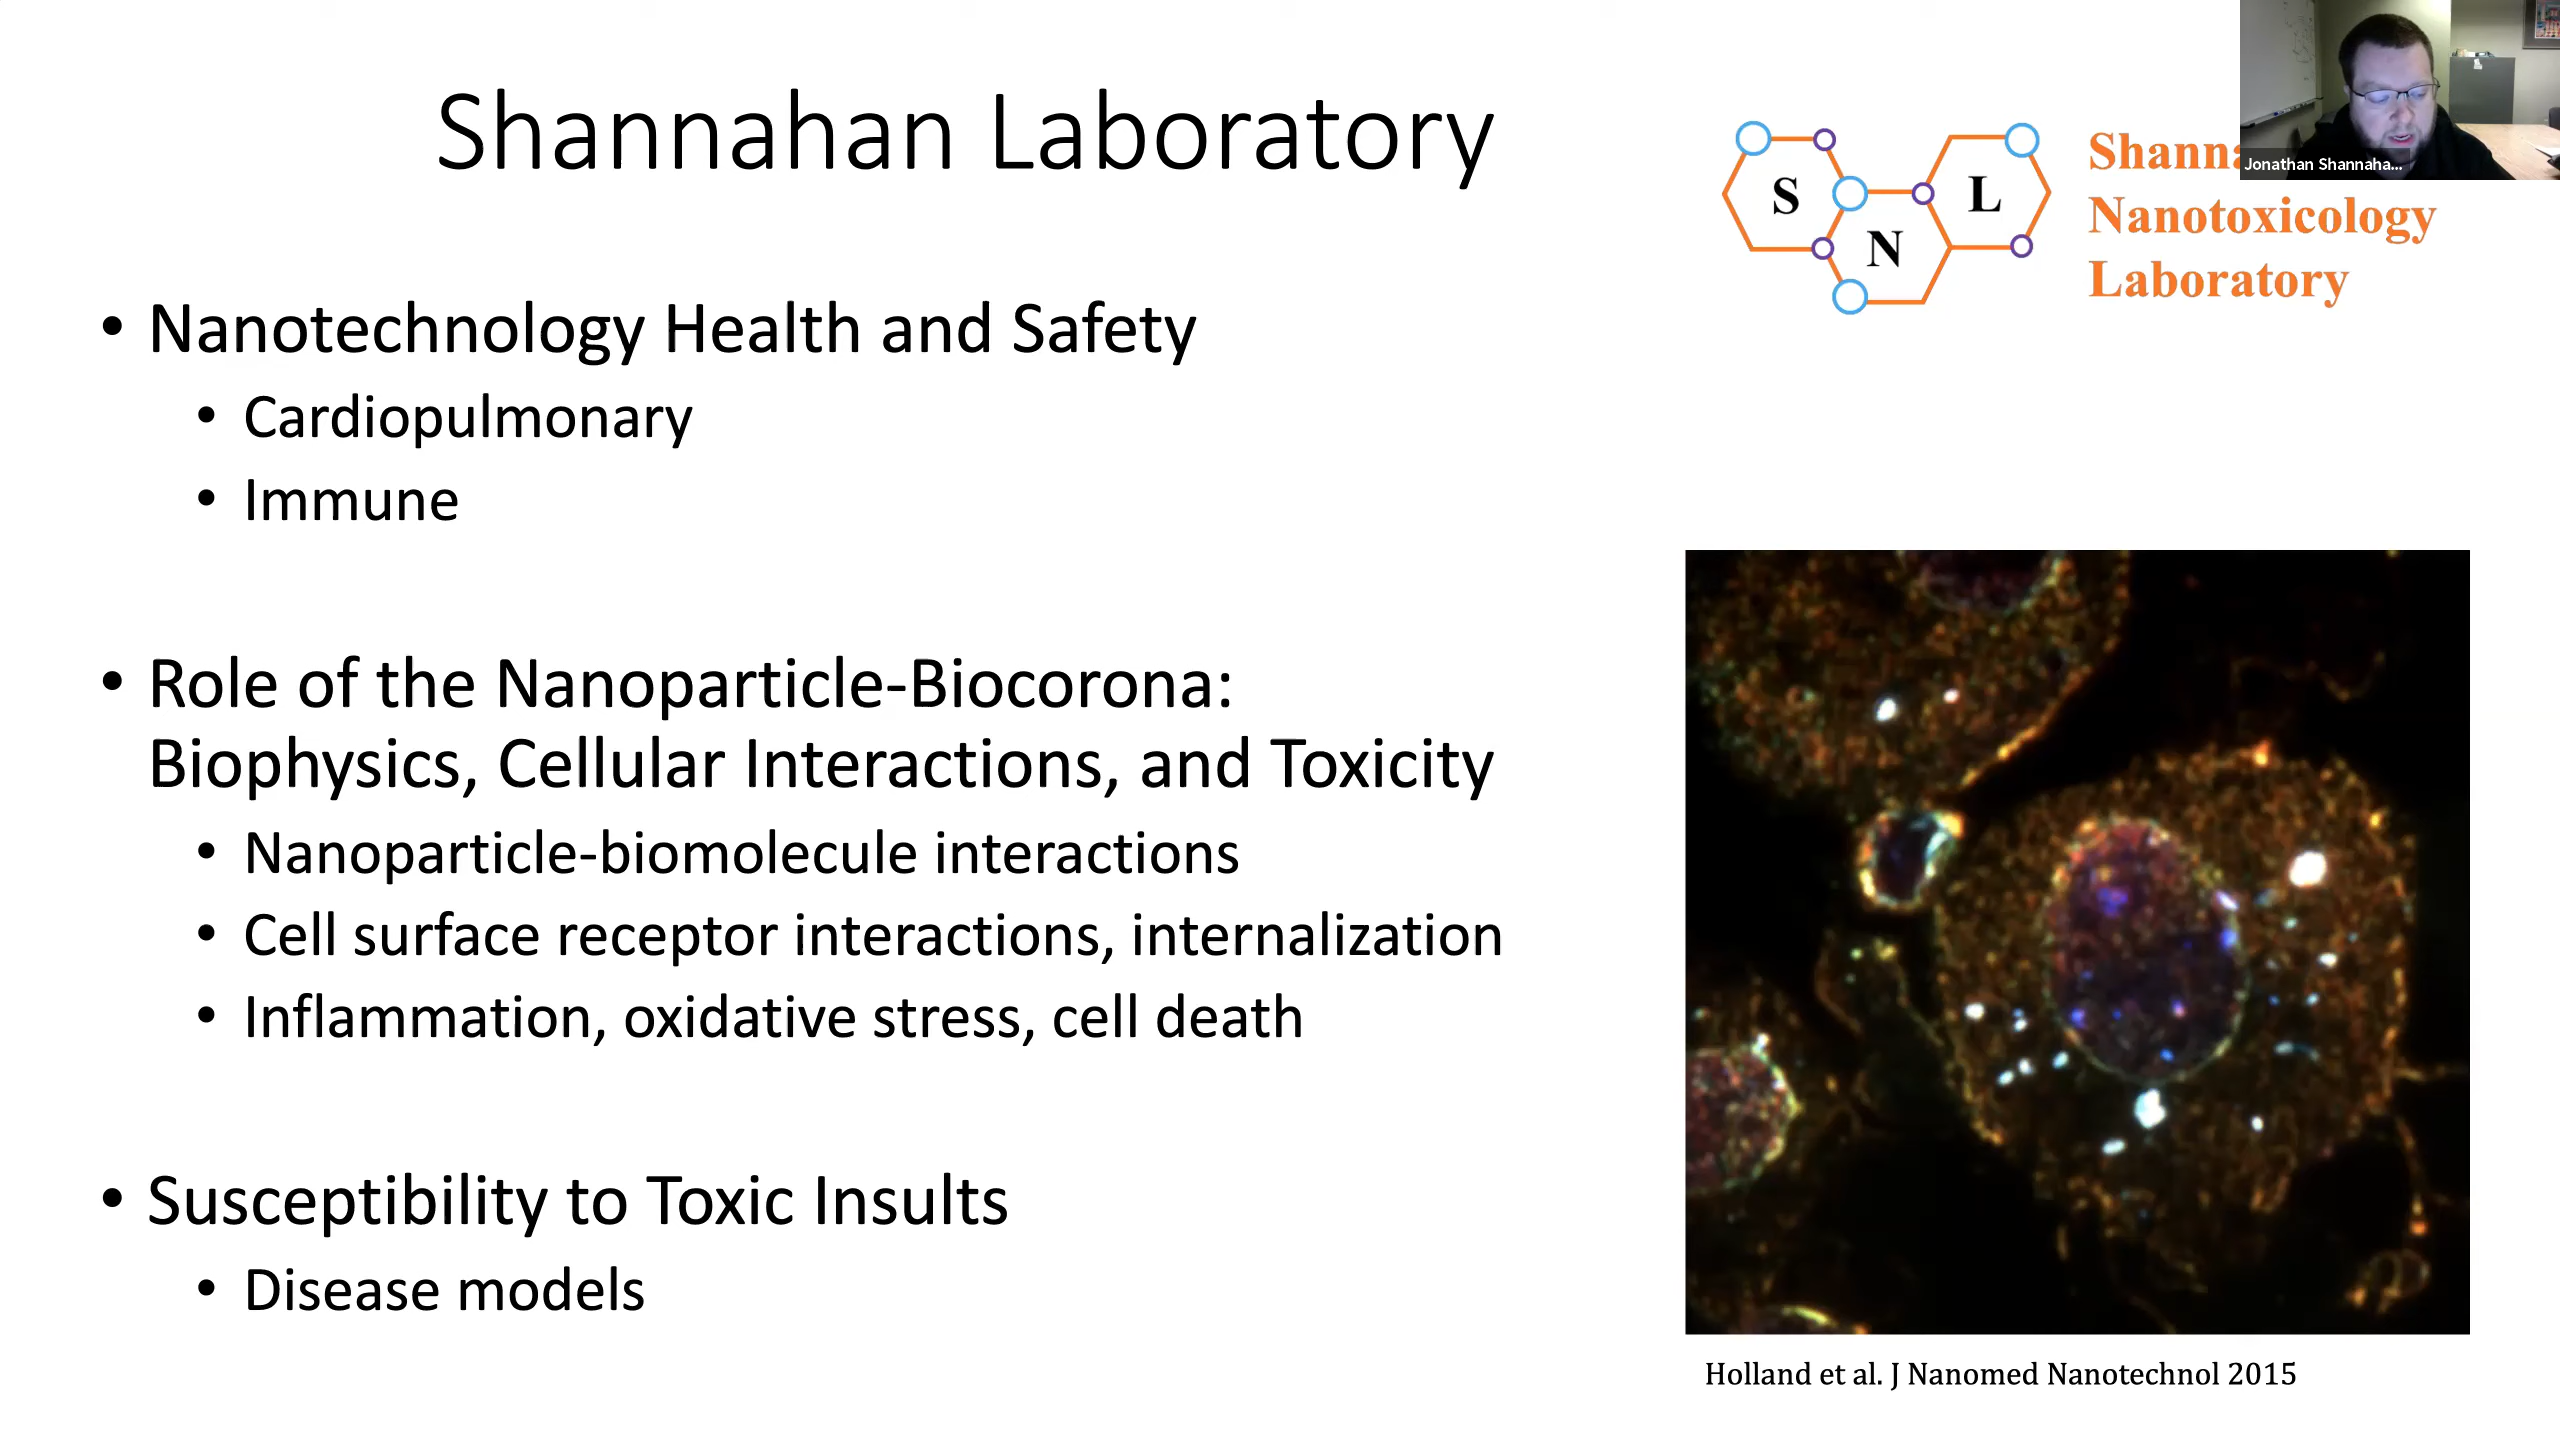 Shannahan Laboratory
S
N
L
Nanotoxicology
Laboratory
Jonathan Shannaha...
• Nanotechnology Health and Safety
• Cardiopulmonary
• Immune
• Role of the Nanoparticle-Biocorona:
Biophysics, Cellular Interactions, and Toxicity
• Nanoparticle-biomolecule interactions
• Cell surface receptor interactions, internalization
• Inflammation, oxidative stress, cell death
• Susceptibility to Toxic Insults
• Disease models
Holland et al. J Nanomed Nanotechnol 2015